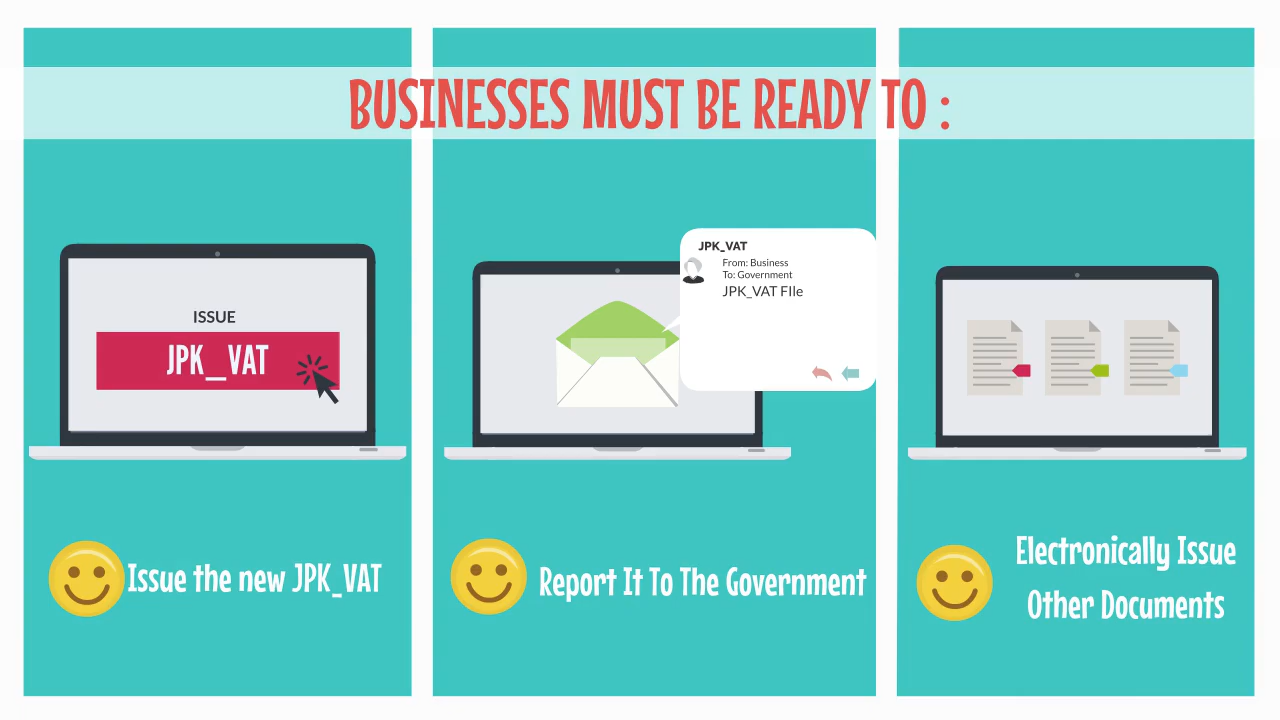 BUSINESSES MUST BE READY TO :
ISSUE
JPK_VAT
Issue the new JPK_VAT
JPK_VAT
From: Business
To: Government
JPK_VAT FIle
Report It To The Government
Electronically Issue
Other Documents